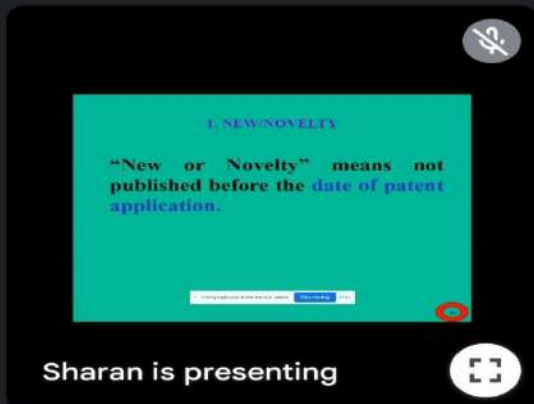 1. NEW/NOVELTY
“New or Novelty” means not
published before the date of patent
application.
Sharan is presenting